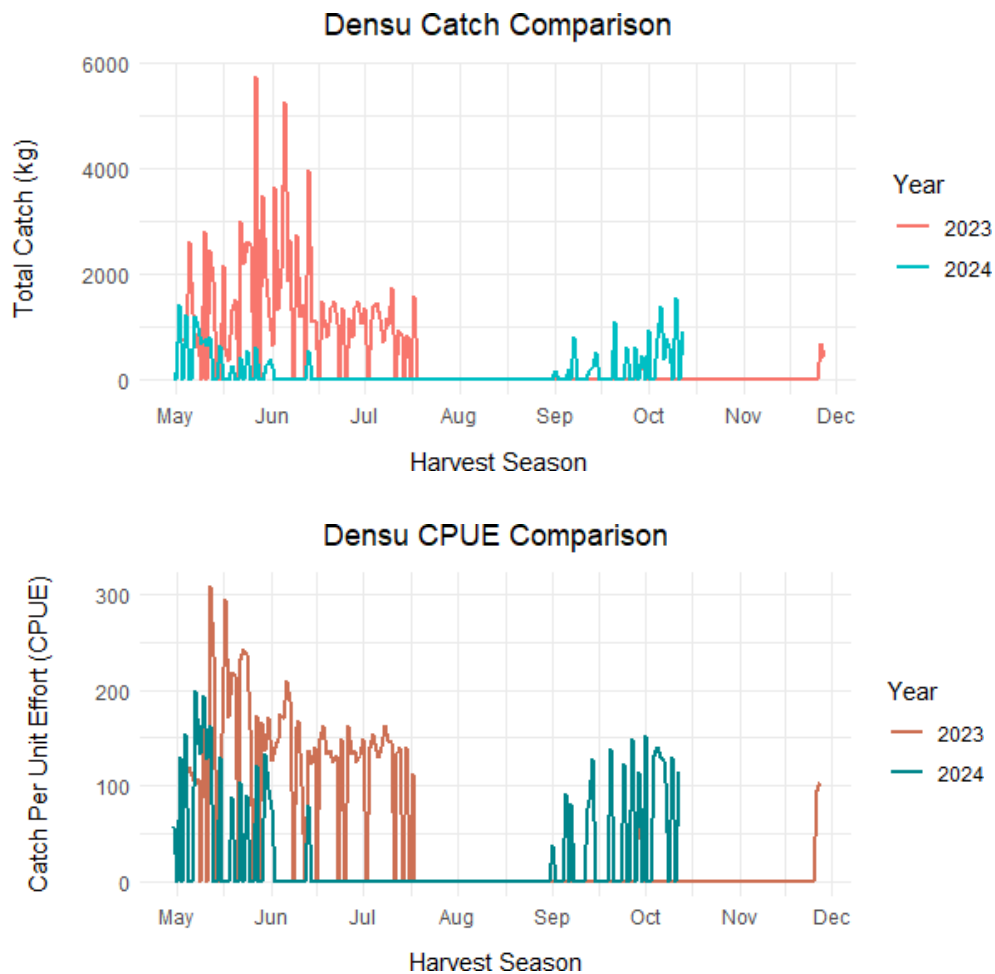 Densu Catch Comparison
Total Catch (kg)
6000
4000
2000
0
May Jun Jul Aug Sep Oct Nov Dec
Harvest Season
Year
2023
2024
Densu CPUE Comparison
Catch Per Unit Effort (CPUE)
300
200
100
0
May Jun Jul Aug Sep Oct Nov Dec
Harvest Season
Year
2023
2024